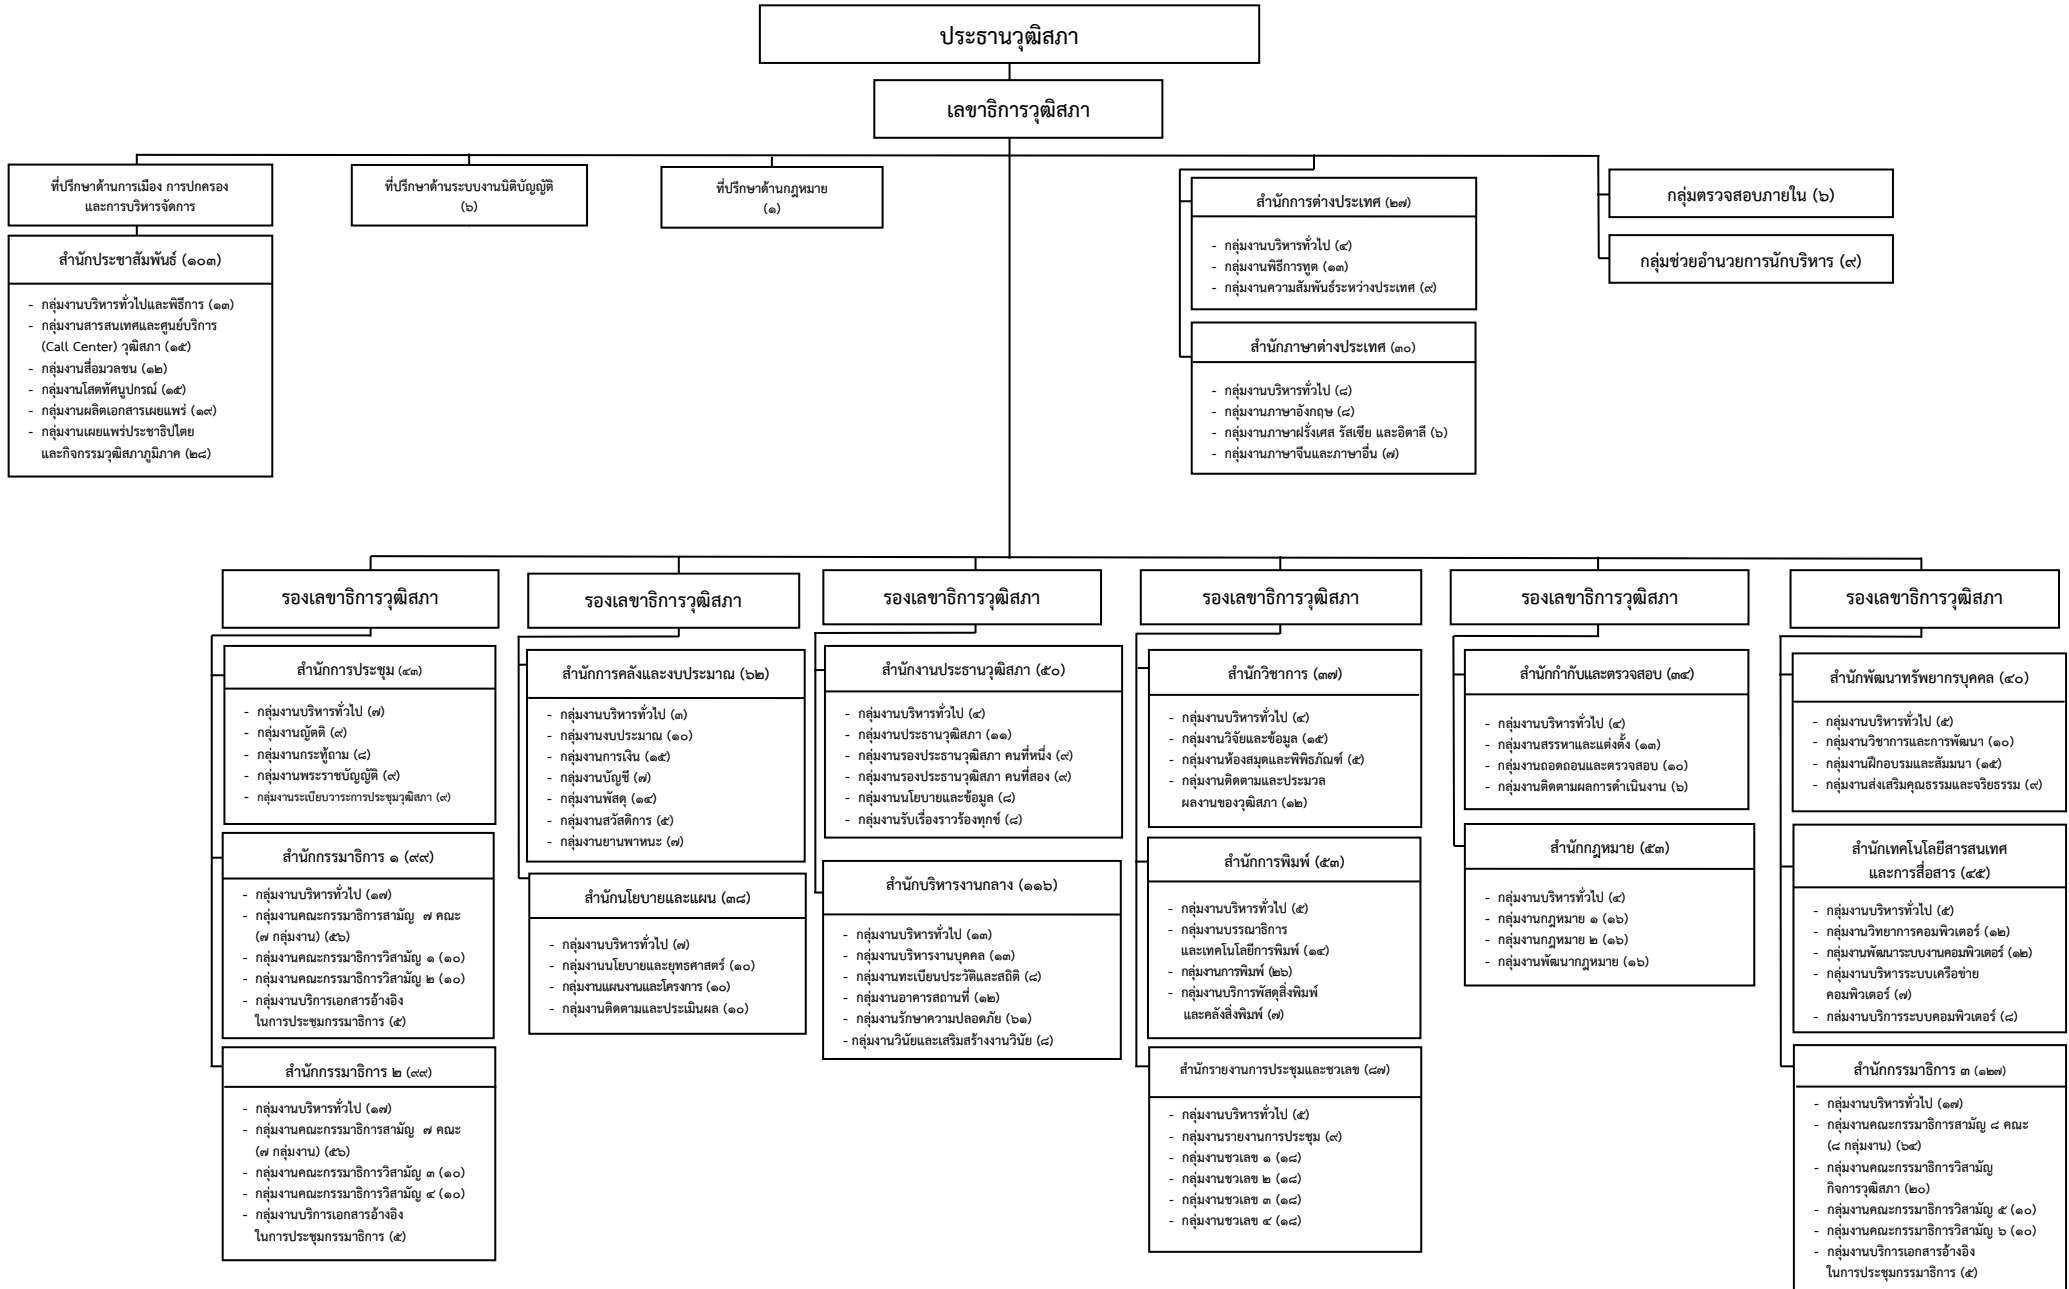 ประธานวุฒิสภา
เลขาธิการวุฒิสภา
ที่ปรึกษาด้านการเมือง การปกครอง
และการบริหารจัดการ
ที่ปรึกษาด้านระบบงานนิติบัญญัติ
(๖)
ที่ปรึกษาด้านกฎหมาย
(๑)
สำนักประชาสัมพันธ์ (๑๐๓)
- กลุ่มงานบริหารทั่วไปและพิธีการ (๑๓)
- กลุ่มงานสารสนเทศและศูนย์บริการ
(Call Center) วุฒิสภา (๑๕)
- กลุ่มงานสื่อมวลชน (๑๒)
- กลุ่มงานโสตทัศนูปกรณ์ (๑๕)
- กลุ่มงานผลิตเอกสารเผยแพร่ (๑๙)
- กลุ่มงานเผยแพร่ประชาธิปไตย
และกิจกรรมวุฒิสภาภูมิภาค (๒๘)
สำนักการต่างประเทศ (๒๗)
- กลุ่มงานบริหารทั่วไป (๔)
- กลุ่มงานพิธีการทูต (๑๓)
- กลุ่มงานความสัมพันธ์ระหว่างประเทศ (๙)
สำนักภาษาต่างประเทศ (๓๐)
- กลุ่มงานบริหารทั่วไป (๘)
- กลุ่มงานภาษาอังกฤษ (๘)
- กลุ่มงานภาษาฝรั่งเศส รัสเซีย และอิตาลี (๖)
- กลุ่มงานภาษาจีนและภาษาอื่น (๗)
กลุ่มตรวจสอบภายใน (๖)
กลุ่มช่วยอำนวยการนักบริหาร (๙)
รองเลขาธิการวุฒิสภา
สำนักการประชุม (๔๓)
- กลุ่มงานบริหารทั่วไป (๗)
- กลุ่มงานญัตติ (๙)
- กลุ่มงานกระทู้ถาม (๘)
- กลุ่มงานพระราชบัญญัติ (๙)
- กลุ่มงานระเบียบวาระการประชุมวุฒิสภา (๙)
สำนักกรรมาธิการ ๑ (๙๙)
- กลุ่มงานบริหารทั่วไป (๑๗)
- กลุ่มงานคณะกรรมาธิการสามัญ ๗ คณะ
(๗ กลุ่มงาน) (๕๖)
- กลุ่มงานคณะกรรมาธิการวิสามัญ ๑ (๑๐)
- กลุ่มงานคณะกรรมาธิการวิสามัญ ๒ (๑๐)
- กลุ่มงานบริการเอกสารอ้างอิง
ในการประชุมกรรมาธิการ (๕)
สำนักกรรมาธิการ ๒ (๙๙)
- กลุ่มงานบริหารทั่วไป (๑๗)
- กลุ่มงานคณะกรรมาธิการสามัญ ๗ คณะ
(๗ กลุ่มงาน) (๕๖)
- กลุ่มงานคณะกรรมาธิการวิสามัญ ๓ (๑๐)
- กลุ่มงานคณะกรรมาธิการวิสามัญ ๔ (๑๐)
- กลุ่มงานบริการเอกสารอ้างอิง
ในการประชุมกรรมาธิการ (๕)
รองเลขาธิการวุฒิสภา
สำนักการคลังและงบประมาณ (๖๒)
- กลุ่มงานบริหารทั่วไป (๓)
- กลุ่มงานงบประมาณ (๑๐)
- กลุ่มงานการเงิน (๑๕)
- กลุ่มงานบัญชี (๗)
- กลุ่มงานพัสดุ (๑๔)
- กลุ่มงานสวัสดิการ (๕)
- กลุ่มงานยานพาหนะ (๗)
สำนักนโยบายและแผน (๓๘)
- กลุ่มงานบริหารทั่วไป (๗)
- กลุ่มงานนโยบายและยุทธศาสตร์ (๑๐)
- กลุ่มงานแผนงานและโครงการ (๑๐)
- กลุ่มงานติดตามและประเมินผล (๑๐)
รองเลขาธิการวุฒิสภา
สำนักงานประธานวุฒิสภา (๕๐)
- กลุ่มงานบริหารทั่วไป (๔)
- กลุ่มงานประธานวุฒิสภา (๑๑)
- กลุ่มงานรองประธานวุฒิสภา คนที่หนึ่ง (๙)
- กลุ่มงานรองประธานวุฒิสภา คนที่สอง (๙)
- กลุ่มงานนโยบายและข้อมูล (๘)
- กลุ่มงานรับเรื่องราวร้องทุกข์ (๘)
สำนักบริหารงานกลาง (๑๑๖)
- กลุ่มงานบริหารทั่วไป (๑๓)
- กลุ่มงานบริหารงานบุคคล (๑๓)
- กลุ่มงานทะเบียนประวัติและสถิติ (๘)
- กลุ่มงานอาคารสถานที่ (๑๒)
- กลุ่มงานรักษาความปลอดภัย (๖๑)
- กลุ่มงานวินัยและเสริมสร้างงานวินัย (๘)
รองเลขาธิการวุฒิสภา
สำนักวิชาการ (๓๗)
- กลุ่มงานบริหารทั่วไป (๔)
- กลุ่มงานวิจัยและข้อมูล (๑๕)
- กลุ่มงานห้องสมุดและพิพิธภัณฑ์ (๕)
- กลุ่มงานติดตามและประมวล
ผลงานของวุฒิสภา (๑๒)
สำนักการพิมพ์ (๕๓)
- กลุ่มงานบริหารทั่วไป (๕)
- กลุ่มงานบรรณาธิการ
และเทคโนโลยีการพิมพ์ (๑๔)
- กลุ่มงานการพิมพ์ (๒๖)
- กลุ่มงานบริการพัสดุสิ่งพิมพ์
และคลังสิ่งพิมพ์ (๗)
สำนักรายงานการประชุมและชวเลข (๘๗)
- กลุ่มงานบริหารทั่วไป (๕)
- กลุ่มงานรายงานการประชุม (๙)
- กลุ่มงานชวเลข ๑ (๑๘)
- กลุ่มงานชวเลข ๒ (๑๘)
- กลุ่มงานชวเลข ๓ (๑๘)
- กลุ่มงานชวเลข ๔ (๑๘)
รองเลขาธิการวุฒิสภา
สำนักกำกับและตรวจสอบ (๓๔)
- กลุ่มงานบริหารทั่วไป (๔)
- กลุ่มงานสรรหาและแต่งตั้ง (๑๓)
- กลุ่มงานถอดถอนและตรวจสอบ (๑๐)
- กลุ่มงานติดตามผลการดำเนินงาน (๖)
สำนักกฎหมาย (๕๓)
- กลุ่มงานบริหารทั่วไป (๔)
- กลุ่มงานกฎหมาย ๑ (๑๖)
- กลุ่มงานกฎหมาย ๒ (๑๖)
- กลุ่มงานพัฒนากฎหมาย (๑๖)
รองเลขาธิการวุฒิสภา
สำนักพัฒนาทรัพยากรบุคคล (๔๐)
- กลุ่มงานบริหารทั่วไป (๕)
- กลุ่มงานวิชาการและการพัฒนา (๑๐)
- กลุ่มงานฝึกอบรมและสัมมนา (๑๕)
- กลุ่มงานส่งเสริมคุณธรรมและจริยธรรม (๙)
สำนักเทคโนโลยีสารสนเทศ
และการสื่อสาร (๔๕)
- กลุ่มงานบริหารทั่วไป (๕)
- กลุ่มงานวิทยาการคอมพิวเตอร์ (๑๒)
- กลุ่มงานพัฒนาระบบงานคอมพิวเตอร์ (๑๒)
- กลุ่มงานบริหารระบบเครือข่าย
คอมพิวเตอร์ (๗)
- กลุ่มงานบริการระบบคอมพิวเตอร์ (๘)
สำนักกรรมาธิการ ๓ (๑๒๗)
- กลุ่มงานบริหารทั่วไป (๑๗)
- กลุ่มงานคณะกรรมาธิการสามัญ ๘ คณะ
(๘ กลุ่มงาน) (๖๔)
- กลุ่มงานคณะกรรมาธิการวิสามัญ
กิจการวุฒิสภา (๒๐)
- กลุ่มงานคณะกรรมาธิการวิสามัญ ๕ (๑๐)
- กลุ่มงานคณะกรรมาธิการวิสามัญ ๖ (๑๐)
- กลุ่มงานบริการเอกสารอ้างอิง
ในการประชุมกรรมาธิการ (๕)